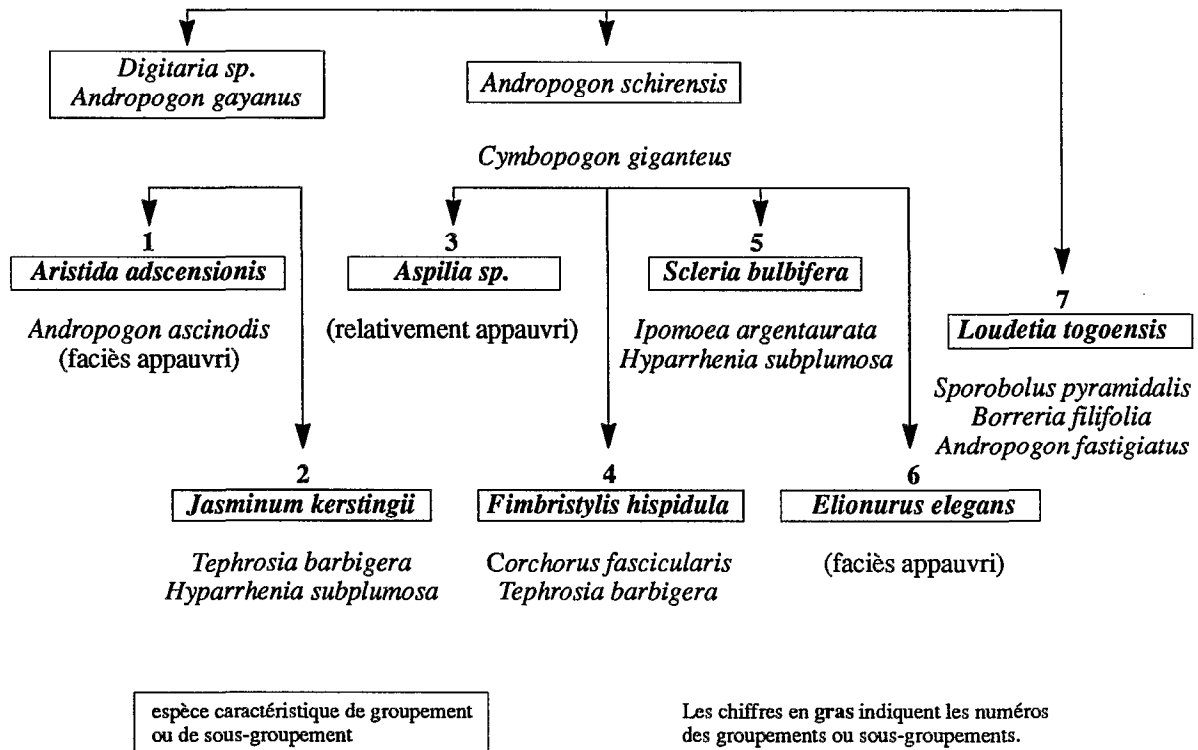 Digitaria sp.
Andropogon gayanus
Andropogon schirensis
Cymbopogon giganteus
1
Aristida adscensionis
Andropogon ascinodis
(faciès appauvri)
3
Aspilia sp.
(relativement appauvri)
5
Scleria bulbifera
Ipomoea argentaurata
Hyparrhenia subplumosa
7
Loudetia togoensis
Sporobolus pyramidalis
Borreria filifolia
Andropogon fastigiatus
2
Jasminum kerstingii
Tephrosia barbigera
Hyparrhenia subplumosa
4
Fimbristylis hispidula
Corchorus fascicularis
Tephrosia barbigera
6
Elionurus elegans
(faciès appauvri)
espèce caractéristique de groupement
ou de sous-groupement
Les chiffres en gras indiquent les numéros
des groupements ou sous-groupements.